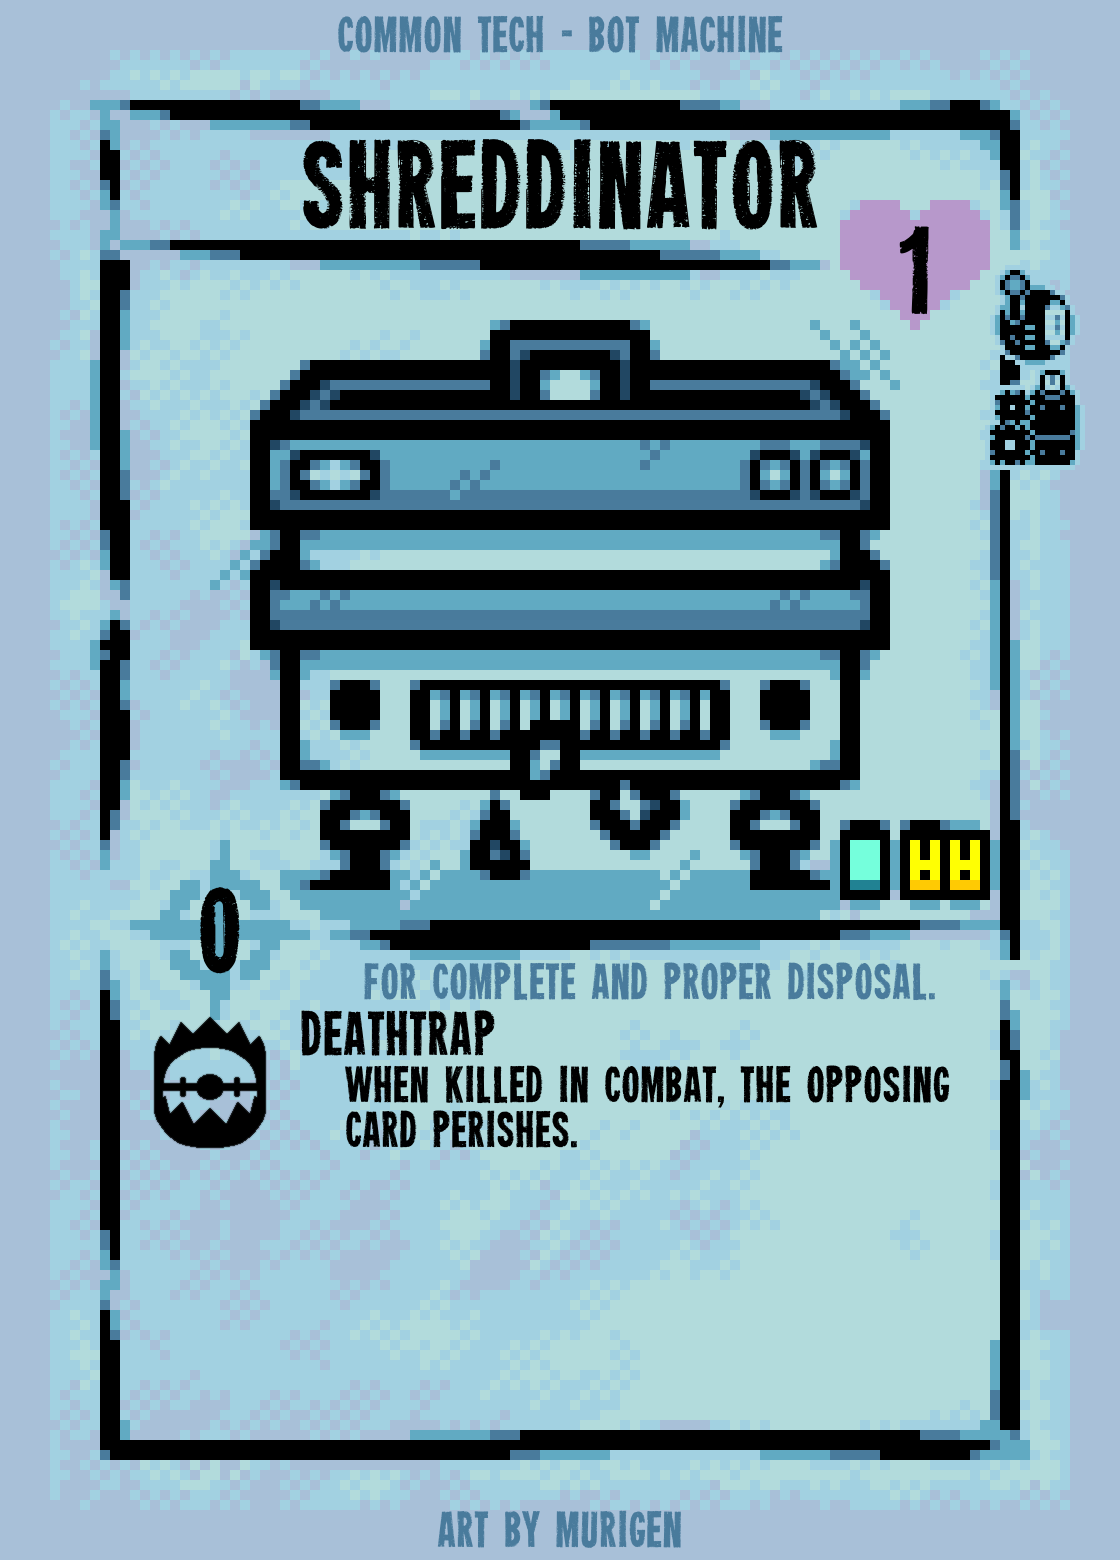 COMMON TECH - BOT MACHINE
SHREDDINATOR
1
0
FOR COMPLETE AND PROPER DISPOSAL.
DEATHTRAP
WHEN KILLED IN COMBAT, THE OPPOSING
CARD PERISHES.
ART BY MURIGEN